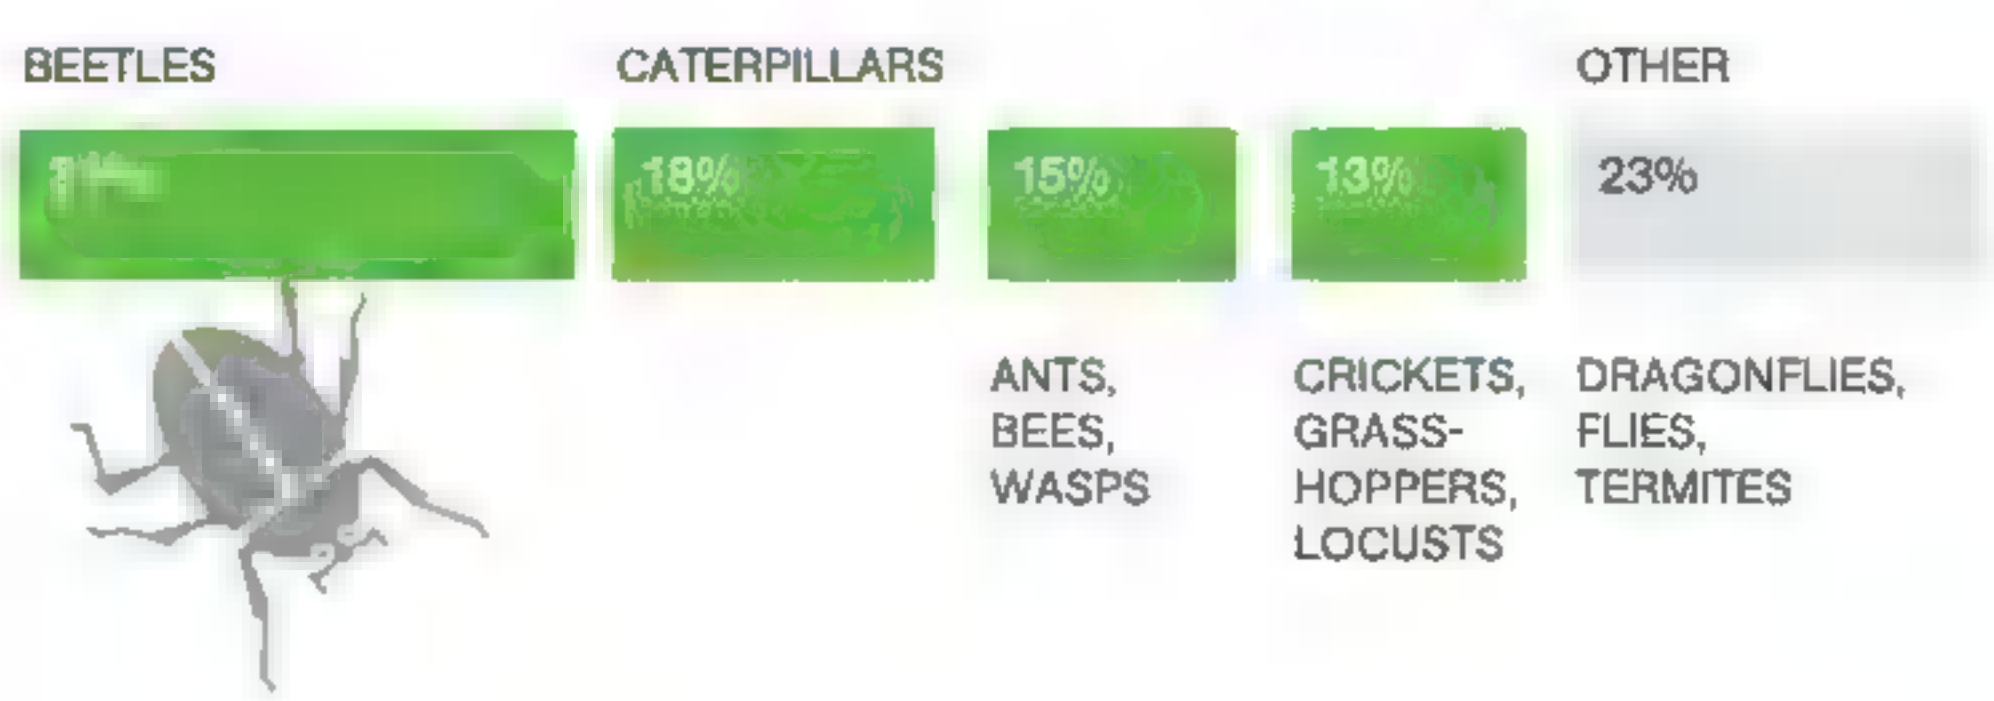 BEETLES
CATERPILLARS
OTHER
18%
15%
13%
23%
ANTS,
BEES,
WASPS
CRICKETS,
GRASS-
HOPPERS,
LOCUSTS
DRAGONFLIES,
FLIES,
TERMITES